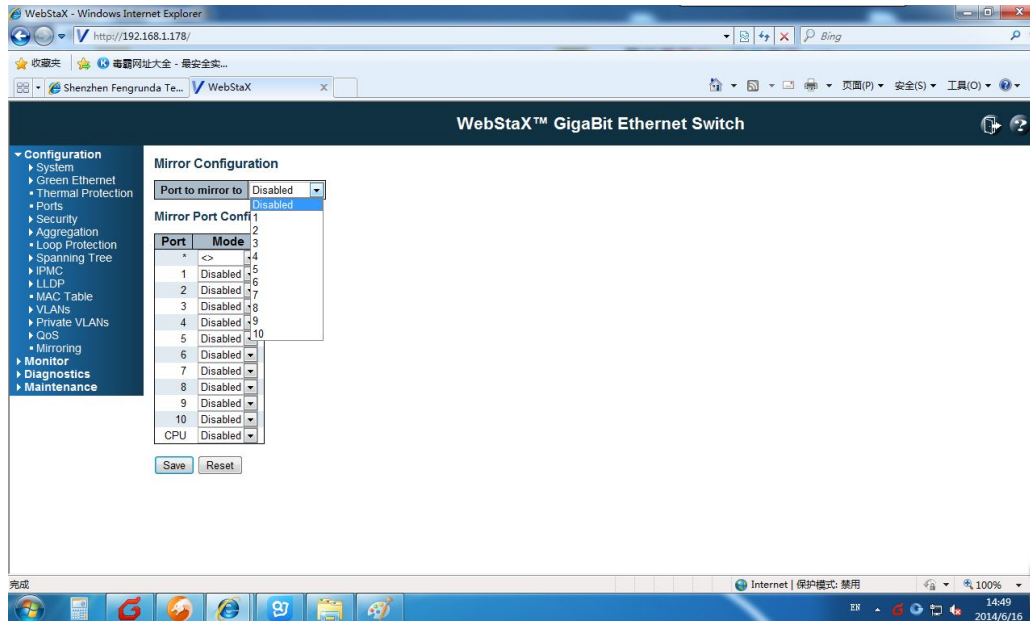 WebStaX - Windows Internet Explorer
http://192.168.1.178/
Bing
收藏夹
毒霸网址大全 - 最安全实...
Shenzhen Fengrunda Te...
WebStaX
页面(P)
安全(S)
工具(O)
WebStaX™ GigaBit Ethernet Switch
Configuration
System
Green Ethernet
Thermal Protection
Ports
Security
Aggregation
Loop Protection
Spanning Tree
IPMC
LLDP
MAC Table
VLANs
Private VLANs
QoS
Mirroring
Monitor
Diagnostics
Maintenance
Mirror Configuration
Port to mirror to Disabled
Disabled
1
2
3
4
5
6
7
8
9
10
Mirror Port Confi
Port Mode
* <>
1 Disabled
2 Disabled
3 Disabled
4 Disabled
5 Disabled
6 Disabled
7 Disabled
8 Disabled
9 Disabled
10 Disabled
CPU Disabled
Save Reset
完成
Internet | 保护模式: 禁用
100%
EN
14:49
2014/6/16